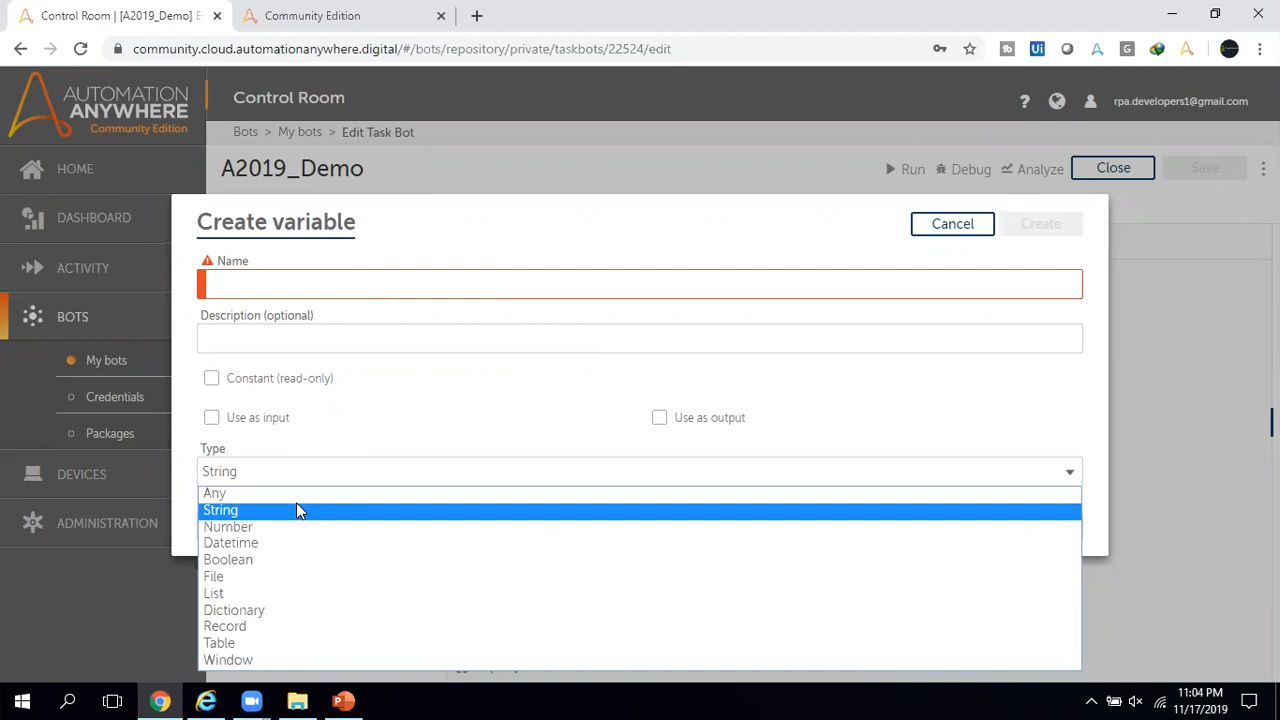 Control Room | [A2019_Demo] E
Community Edition
community.cloud.automationanywhere.digital/#/bots/repository/private/taskbots/22524/edit
AUTOMATION
ANYWHERE
Community Edition
Control Room
rpa.developers1@gmail.com
Bots > My bots > Edit Task Bot
A2019_Demo
Run
Debug
Analyze
Close
Save
HOME
DASHBOARD
ACTIVITY
BOTS
My bots
Credentials
Packages
DEVICES
ADMINISTRATION
Create variable
Cancel
Create
Name
Description (optional)
Constant (read-only)
Use as input
Use as output
Type
String
Any
String
Number
Datetime
Boolean
File
List
Dictionary
Record
Table
Window
11:04 PM
11/17/2019